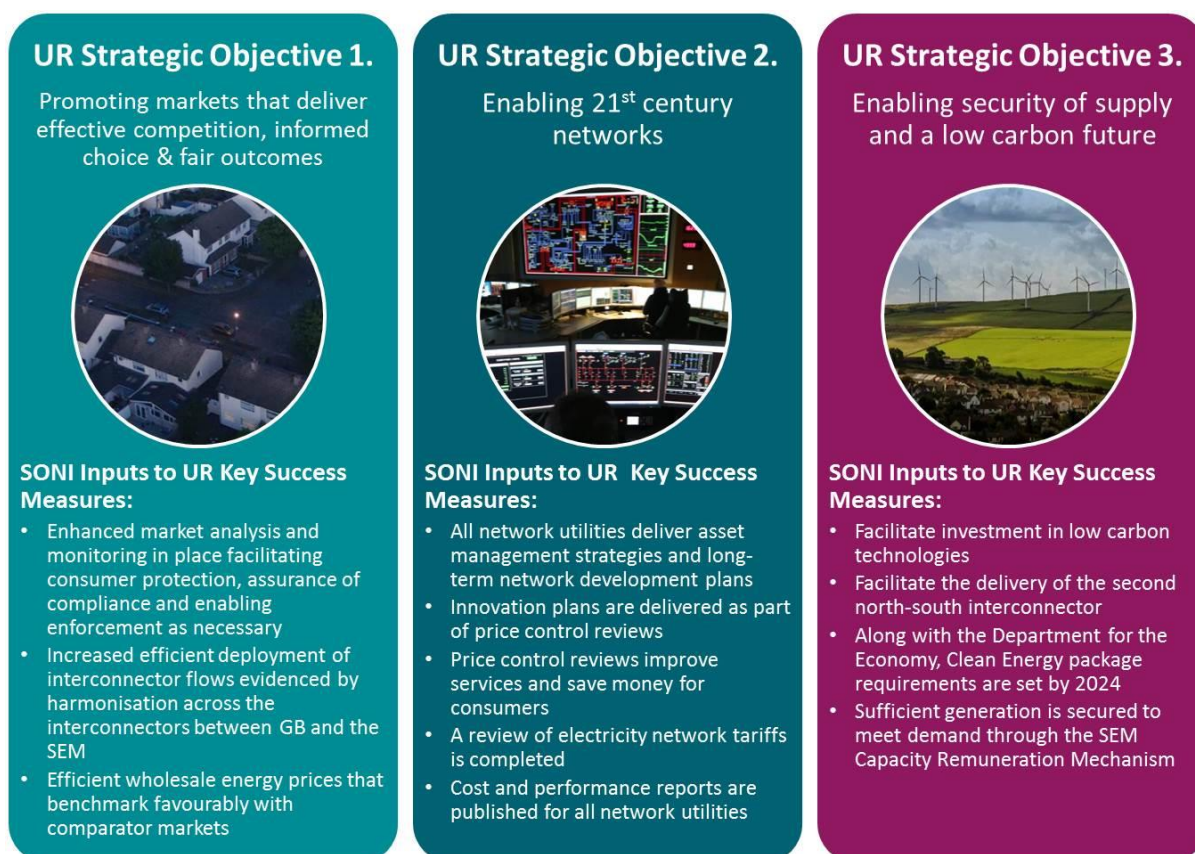 UR Strategic Objective 1.
Promoting markets that deliver
effective competition, informed
choice & fair outcomes
SONI Inputs to UR Key Success
Measures:
• Enhanced market analysis and
monitoring in place facilitating
consumer protection, assurance of
compliance and enabling
enforcement as necessary
• Increased efficient deployment of
interconnector flows evidenced by
harmonisation across the
interconnectors between GB and the
SEM
• Efficient wholesale energy prices that
benchmark favourably with
comparator markets
UR Strategic Objective 2.
Enabling 21st century
networks
SONI Inputs to UR  Key Success
Measures:
• All network utilities deliver asset
management strategies and long-
term network development plans
• Innovation plans are delivered as part
of price control reviews
• Price control reviews improve
services and save money for
consumers
• A review of electricity network tariffs
is completed
• Cost and performance reports are
published for all network utilities
UR Strategic Objective 3.
Enabling security of supply
and a low carbon future
SONI Inputs to UR Key Success
Measures:
• Facilitate investment in low carbon
technologies
• Facilitate the delivery of the second
north-south interconnector
• Along with the Department for the
Economy, Clean Energy package
requirements are set by 2024
• Sufficient generation is secured to
meet demand through the SEM
Capacity Remuneration Mechanism